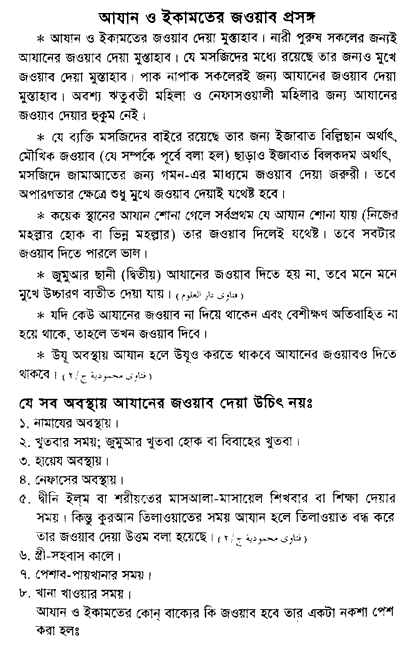 আযান ও ইকামতের জওয়াব প্রসঙ্গ
* আযান ও ইকামতের জওয়াব দেয়া মুস্তাহাব। নারী পুরুষ সকলের জন্যই
আযানের জওয়াব দেয়া মুস্তাহাব। যে মসজিদের মধ্যে রয়েছে তার জন্যও মুখে
জওয়াব দেয়া মুস্তাহাব। পাক নাপাক সকলেরই জন্য আযানের জওয়াব দেয়া
মুস্তাহাব। অবশ্য ঋতুবতী মহিলা ও নেফাসওয়ালী মহিলার জন্য আযানের
জওয়াব দেয়ার হুকুম নেই।
* যে ব্যক্তি মসজিদের বাইরে রয়েছে তার জন্য ইজাবাত বিল্লিছান অর্থাৎ,
মৌখিক জওয়াব (যে সম্পর্কে পূর্বে বলা হল) ছাড়াও ইজাবাত বিলকদম অর্থাৎ,
মসিজদে জামাআতের জন্য গমন-এর মাধ্যমে জওয়াব দেয়া জরুরী। তবে
অপারগতার ক্ষেত্রে শুধু মুখে জওয়াব দেয়াই যথেষ্ট হবে।
* কয়েক স্থানের আযান শোনা গেলে সর্বপ্রথম যে আযান শোনা যায় (নিজের
মহল্লার হোক বা ভিন্ন মহল্লার) তার জওয়াব দিলেই যথেষ্ট। তবে সবটার
জওয়াব দিতে পারলে ভাল।
* জুমুআর ছানী (দ্বিতীয়) আযানের জওয়াব দিতে হয় না, তবে মনে মনে
মুখে উচ্চারণ ব্যতীত দেয়া যায়। (فتاوی دار العلوم)
* যদি কেউ আযানের জওয়াব না দিয়ে থাকেন এবং বেশীক্ষণ অতিবাহিত না
হয়ে থাকে, তাহলে তখন জওয়াব দিবে।
* উযূ অবস্থায় আযান হলে উযূও করতে থাকবে আযানের জওয়াবও দিতে
থাকবে। (فتاوی محمودیة ج/٢)
যে সব অবস্থায় আযানের জওয়াব দেয়া উচিৎ নয়ঃ
১. নামাযের অবস্থায়।
২. খুতবার সময়; জুমুআর খুতবা হোক বা বিবাহের খুতবা।
৩. হায়েয অবস্থায়।
৪. নেফাসের অবস্থায়।
৫. দ্বীনি ইল্‌ম বা শরীয়তের মাসআলা-মাসায়েল শিখবার বা শিক্ষা দেয়ার
সময়। কিন্তু কুরআন তিলাওয়াতের সময় আযান হলে তিলাওয়াত বন্ধ করে
তার জওয়াব দেয়া উত্তম বলা হয়েছে। (فتاوی محمودیة ج/٢)
৬. স্ত্রী-সহবাস কালে।
৭. পেশাব-পায়খানার সময়।
৮. খানা খাওয়ার সময়।
আযান ও ইকামতের কোন্ বাক্যের কি জওয়াব হবে তার একটা নকশা পেশ
করা হলঃ